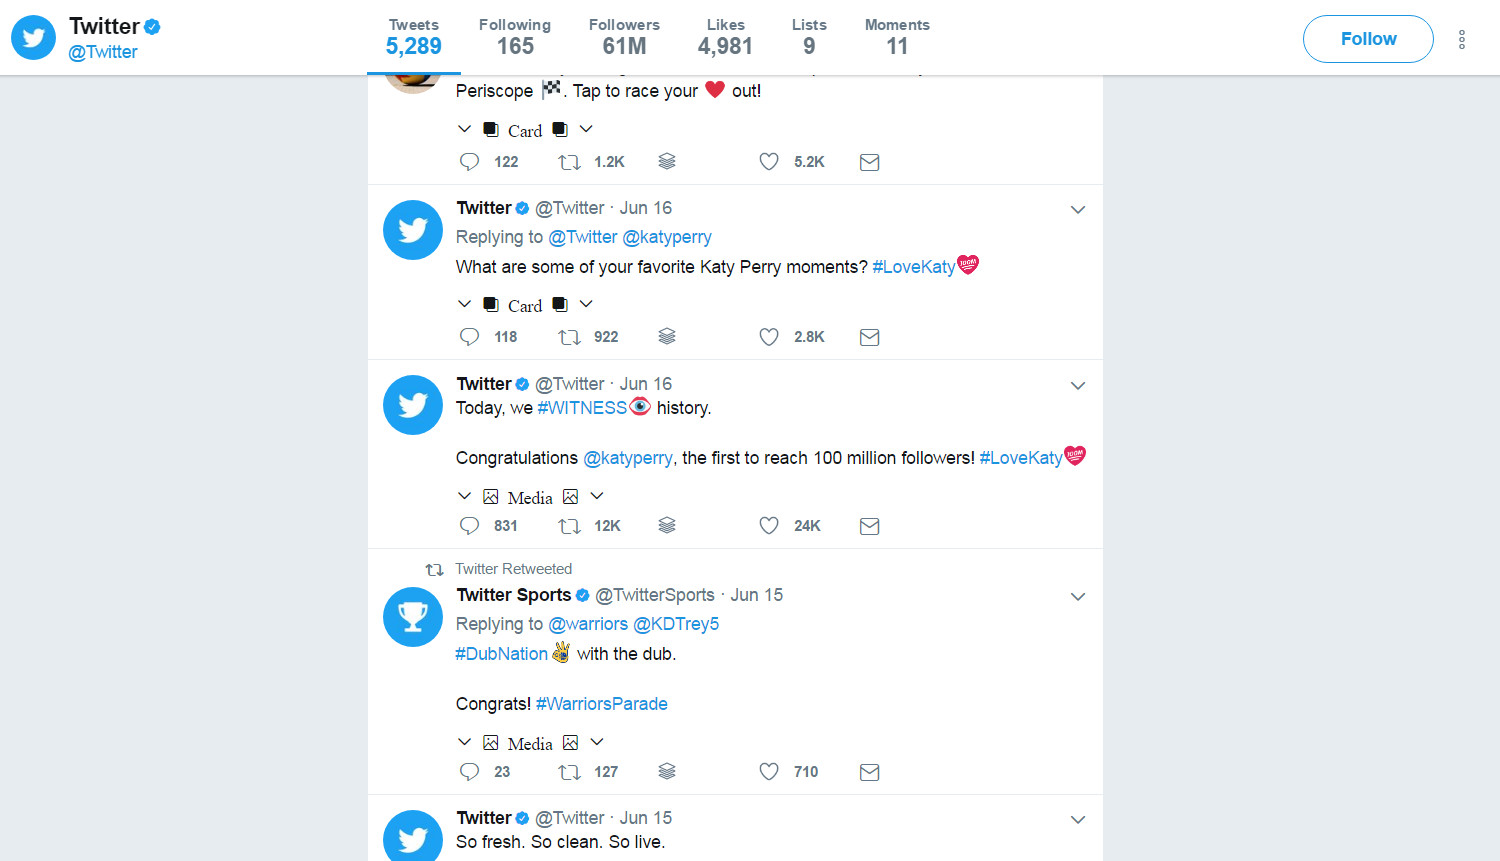 Twitter
@Twitter
Tweets Following Followers Likes Lists Moments
5,289 165 61M 4,981 9 11
Follow
Periscope 🏁. Tap to race your ❤️ out!
Card
122 1.2K 5.2K
Twitter @Twitter · Jun 16
Replying to @Twitter @katyperry
What are some of your favorite Katy Perry moments? #LoveKaty 100M
Card
118 922 2.8K
Twitter @Twitter · Jun 16
Today, we #WITNESS👁 history.
Congratulations @katyperry, the first to reach 100 million followers! #LoveKaty 100M
Media
831 12K 24K
Twitter Retweeted
Twitter Sports @TwitterSports · Jun 15
Replying to @warriors @KDTrey5
#DubNation with the dub.
Congrats! #WarriorsParade
Media
23 127 710
Twitter @Twitter · Jun 15
So fresh. So clean. So live.